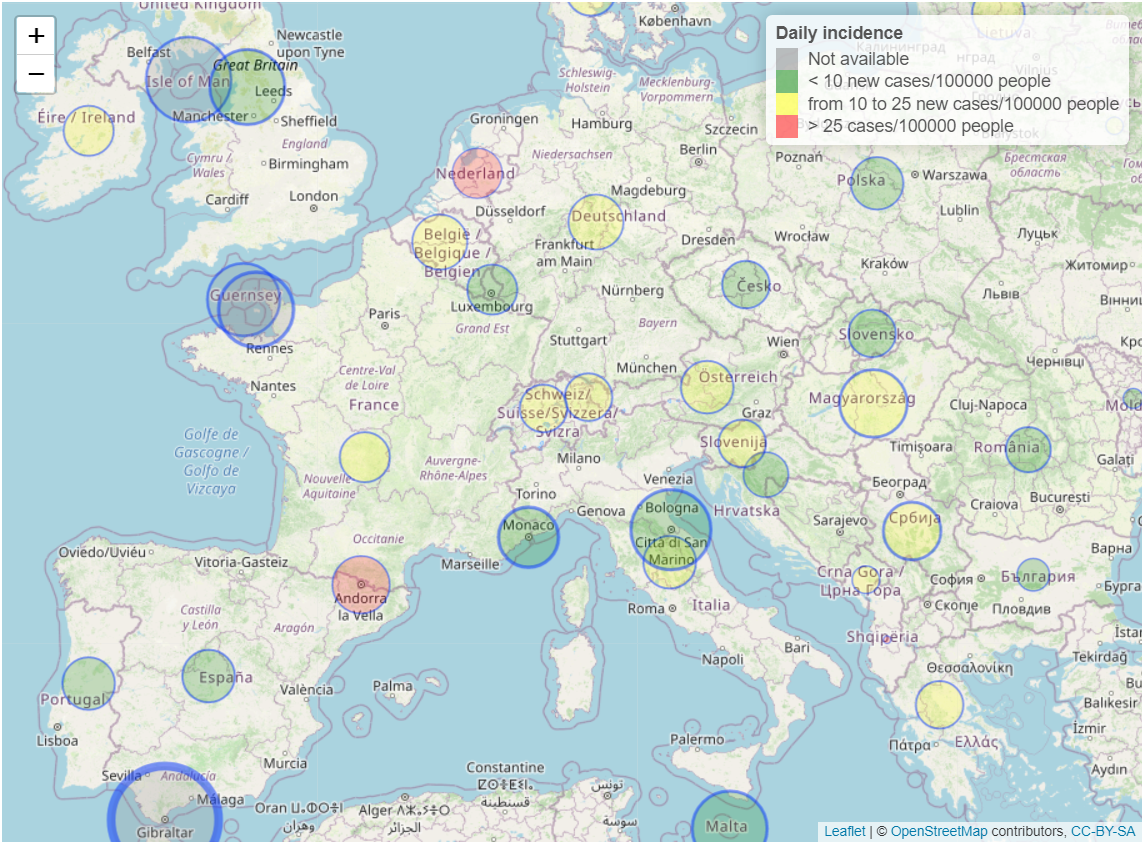 +
−
United Kingdom
København
Newcastle
upon Tyne
Belfast
Great Britain
Isle of Man
Leeds
Manchester
Sheffield
Éire / Ireland
England
Cymru /
Wales
Birmingham
Cardiff
London
Daily incidence
Not available
< 10 new cases/100000 people
from 10 to 25 new cases/100000 people
> 25 cases/100000 people
Lietuva
Vilnius
Schleswig-
Holstein
Mecklenburg-
Vorpommern
Groningen
Hamburg
Szczecin
Nederland
Niedersachsen
Berlin
Poznań
Polska
Warszawa
Брестская
область
Magdeburg
Düsseldorf
Deutschland
Lublin
België /
Belgique /
Belgien
Frankfurt
am Main
Dresden
Wrocław
Луцьк
Kraków
Житомир
Guernsey
Luxembourg
Nürnberg
Česko
Львів
Paris
Grand Est
Bayern
Stuttgart
Slovensko
Rennes
Wien
Чернівці
Nantes
Centre-Val
de Loire
France
München
Österreich
Schweiz/
Suisse/Svizzera/
Svizra
Magyarország
Cluj-Napoca
Graz
Golfe de
Gascogne /
Golfo de
Vizcaya
Slovenija
Timișoara
România
Galați
Milano
Auvergne-
Rhône-Alpes
Nouvelle
Aquitaine
Venezia
Torino
Београд
București
Genova
Bologna
Hrvatska
Craiova
Monaco
Sarajevo
Србија
Occitanie
Città di San
Marino
Варна
Oviedo/Uviéu
Vitoria-Gasteiz
Marseille
Crna Gora /
Црна Гора
София
България
Andorra
la Vella
Castilla
y León
Roma
Italia
Скопје
Пловдив
Aragón
Shqipëria
Bari
Napoli
Θεσσαλονίκη
Tekirdağ
España
Portugal
València
Palma
Balıkesir
Lisboa
Palermo
Πάτρα
Ελλάς
İzmir
Murcia
Aydın
Sevilla
Andalucía
Málaga
Gibraltar
Constantine
ⵇⵙⴻⵏⵟⵉⵏⴰ
قسنطينة
Oran
وهران
Alger
الجزائر
تونس
سوسة
Malta
Leaflet | © OpenStreetMap contributors, CC-BY-SA